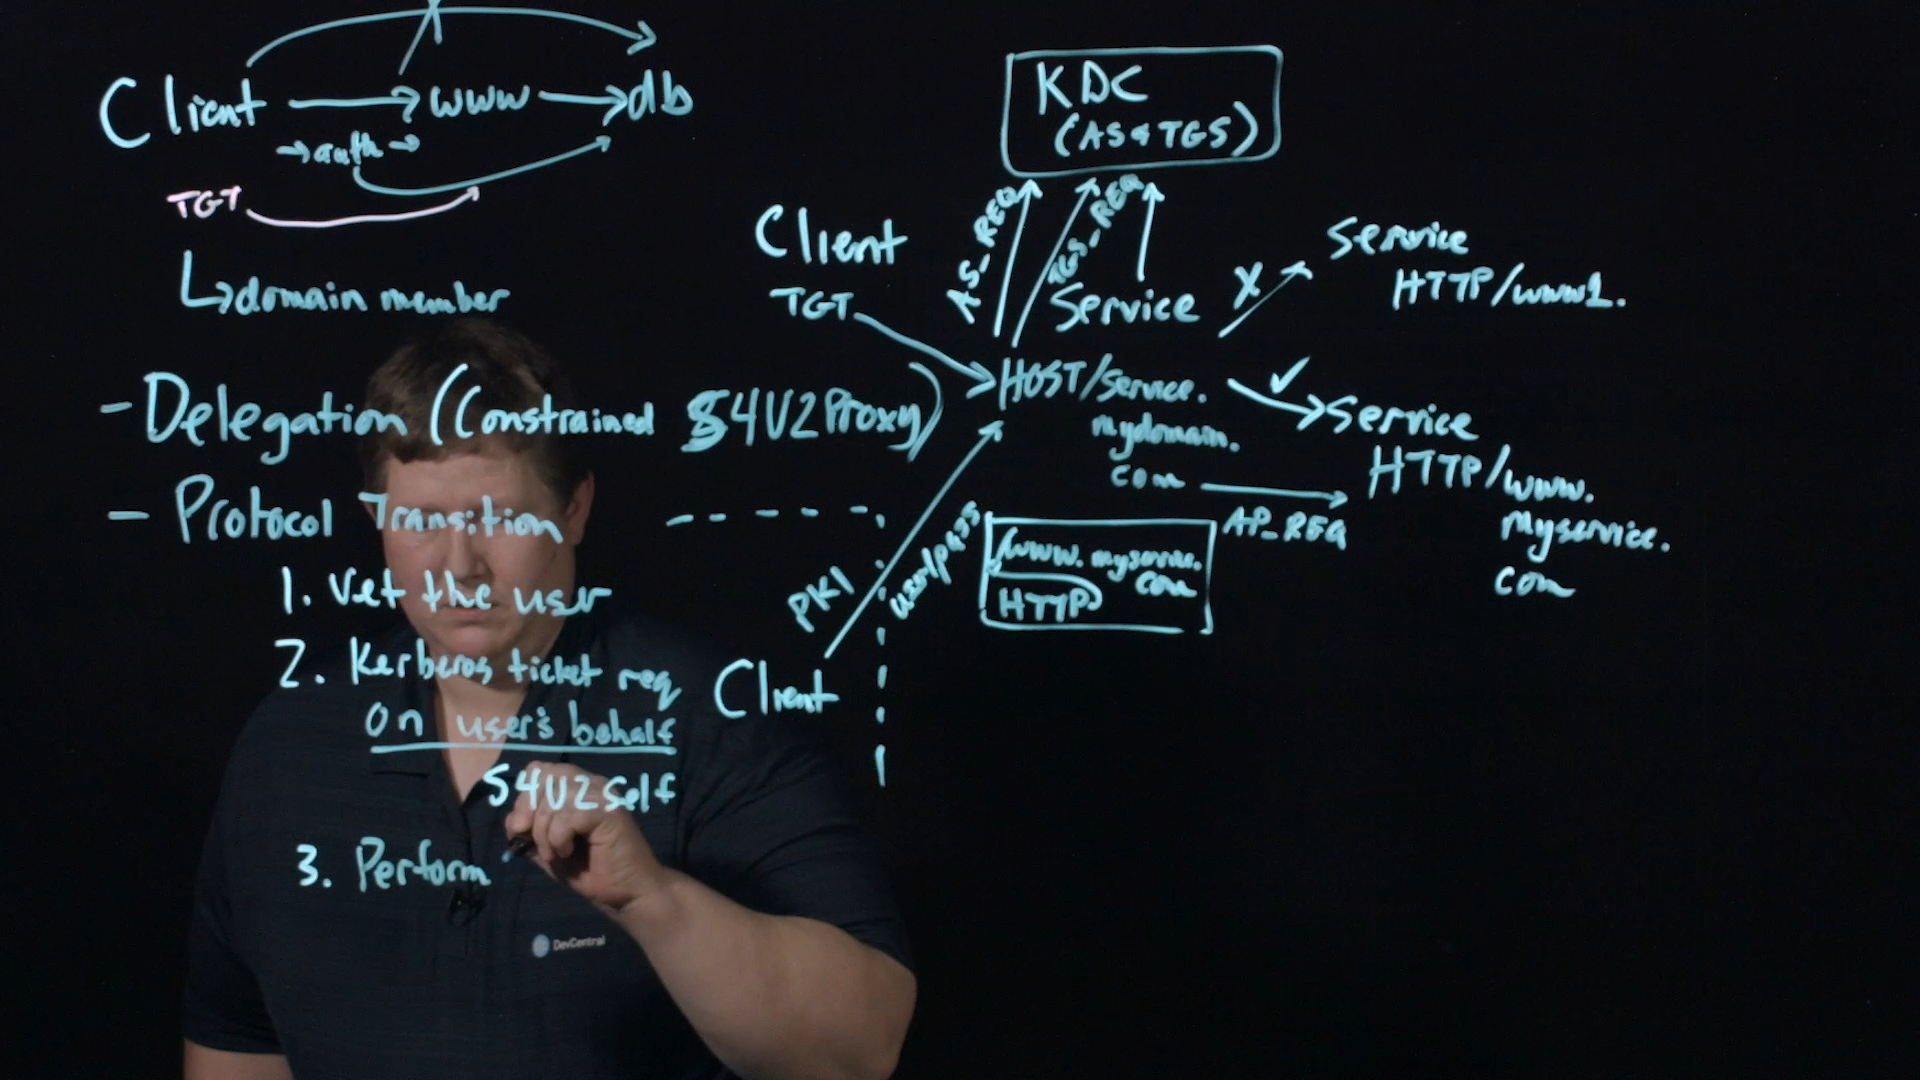 Client → www → db
→ auth →
TGT
↳ domain member
- Delegation (Constrained S4U2Proxy)
- Protocol Transition
1. Vet the user
2. Kerberos ticket req
on user's behalf
S4U2Self
3. Perform
DevCentral
KDC
(AS & TGS)
AS_REQ
TGS_REQ
Client
TGT
Service
HOST/service.
mydomain.
com
X
Service
HTTP/www1.
✓
Service
HTTP/www.
myservice.
com
AP_REQ
www.myservice.
com
HTTP
PKI
user/pass
Client